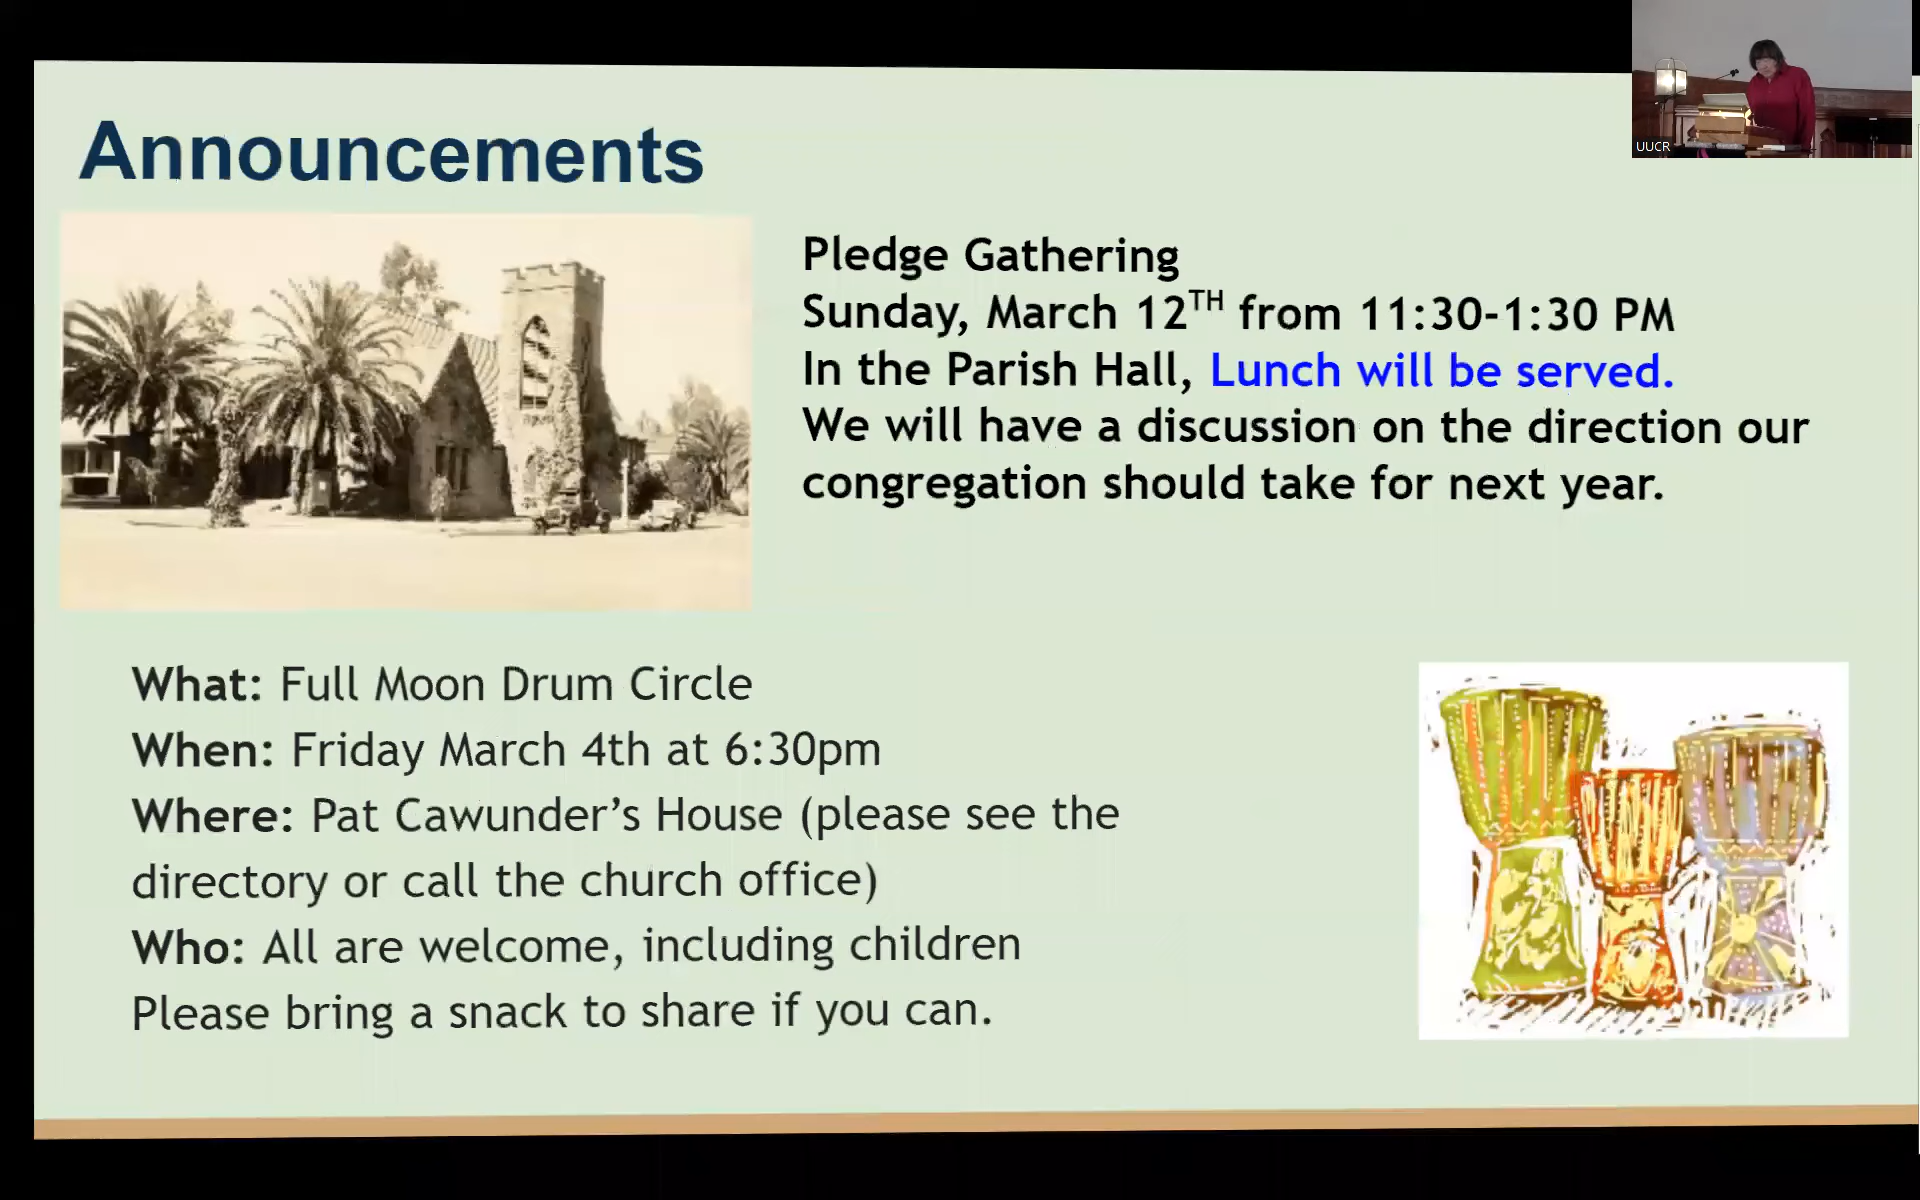 UUCR
Announcements
Pledge Gathering
Sunday, March 12TH from 11:30-1:30 PM
In the Parish Hall, Lunch will be served.
We will have a discussion on the direction our
congregation should take for next year.
What: Full Moon Drum Circle
When: Friday March 4th at 6:30pm
Where: Pat Cawunder’s House (please see the
directory or call the church office)
Who: All are welcome, including children
Please bring a snack to share if you can.